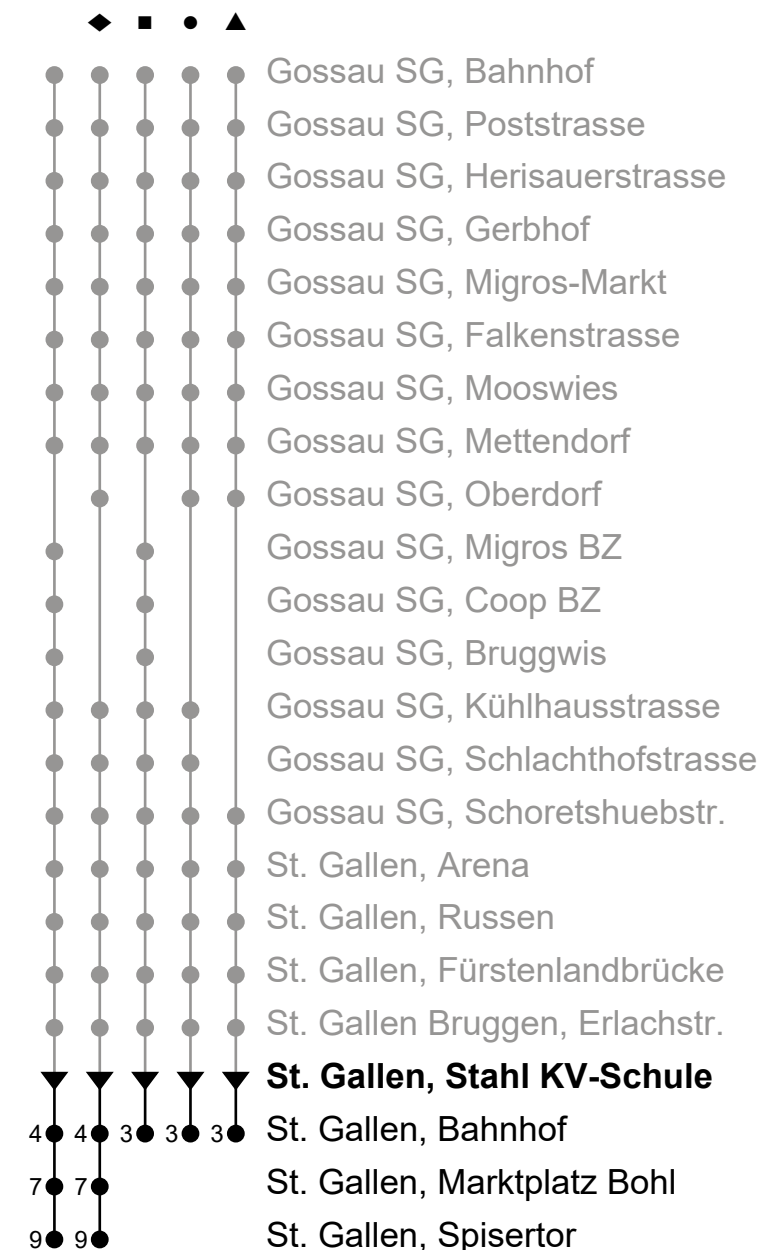 Gossau SG, Bahnhof
Gossau SG, Poststrasse
Gossau SG, Herisauerstrasse
Gossau SG, Gerbhof
Gossau SG, Migros-Markt
Gossau SG, Falkenstrasse
Gossau SG, Mooswies
Gossau SG, Mettendorf
Gossau SG, Oberdorf
Gossau SG, Migros BZ
Gossau SG, Coop BZ
Gossau SG, Bruggwis
Gossau SG, Kühlhausstrasse
Gossau SG, Schlachthofstrasse
Gossau SG, Schoretshuebstr.
St. Gallen, Arena
St. Gallen, Russen
St. Gallen, Fürstenlandbrücke
St. Gallen Bruggen, Erlachstr.
St. Gallen, Stahl KV-Schule
4 4 3 3 3 St. Gallen, Bahnhof
7 7 St. Gallen, Marktplatz Bohl
9 9 St. Gallen, Spisertor